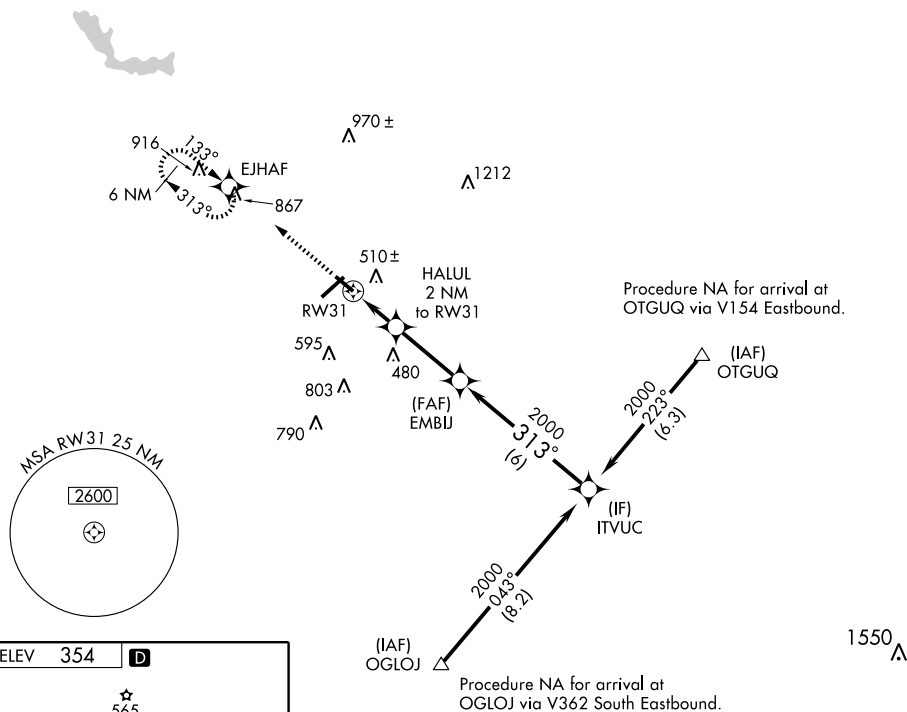 970 ±
916
133°
EJHAF
1212
6 NM
313°
867
510 ±
HALUL
2 NM
to RW31
RW31
Procedure NA for arrival at
OTGUQ via V154 Eastbound.
595
480
(IAF)
OTGUQ
803
(FAF)
EMBIJ
2000
223°
(6.3)
790
2000
313°
(6)
MSA RW31 25 NM
2600
(IF)
ITVUC
2000
043°
(8.2)
ELEV 354 D
(IAF)
OGLOJ
1550
565
Procedure NA for arrival at
OGLOJ via V362 South Eastbound.